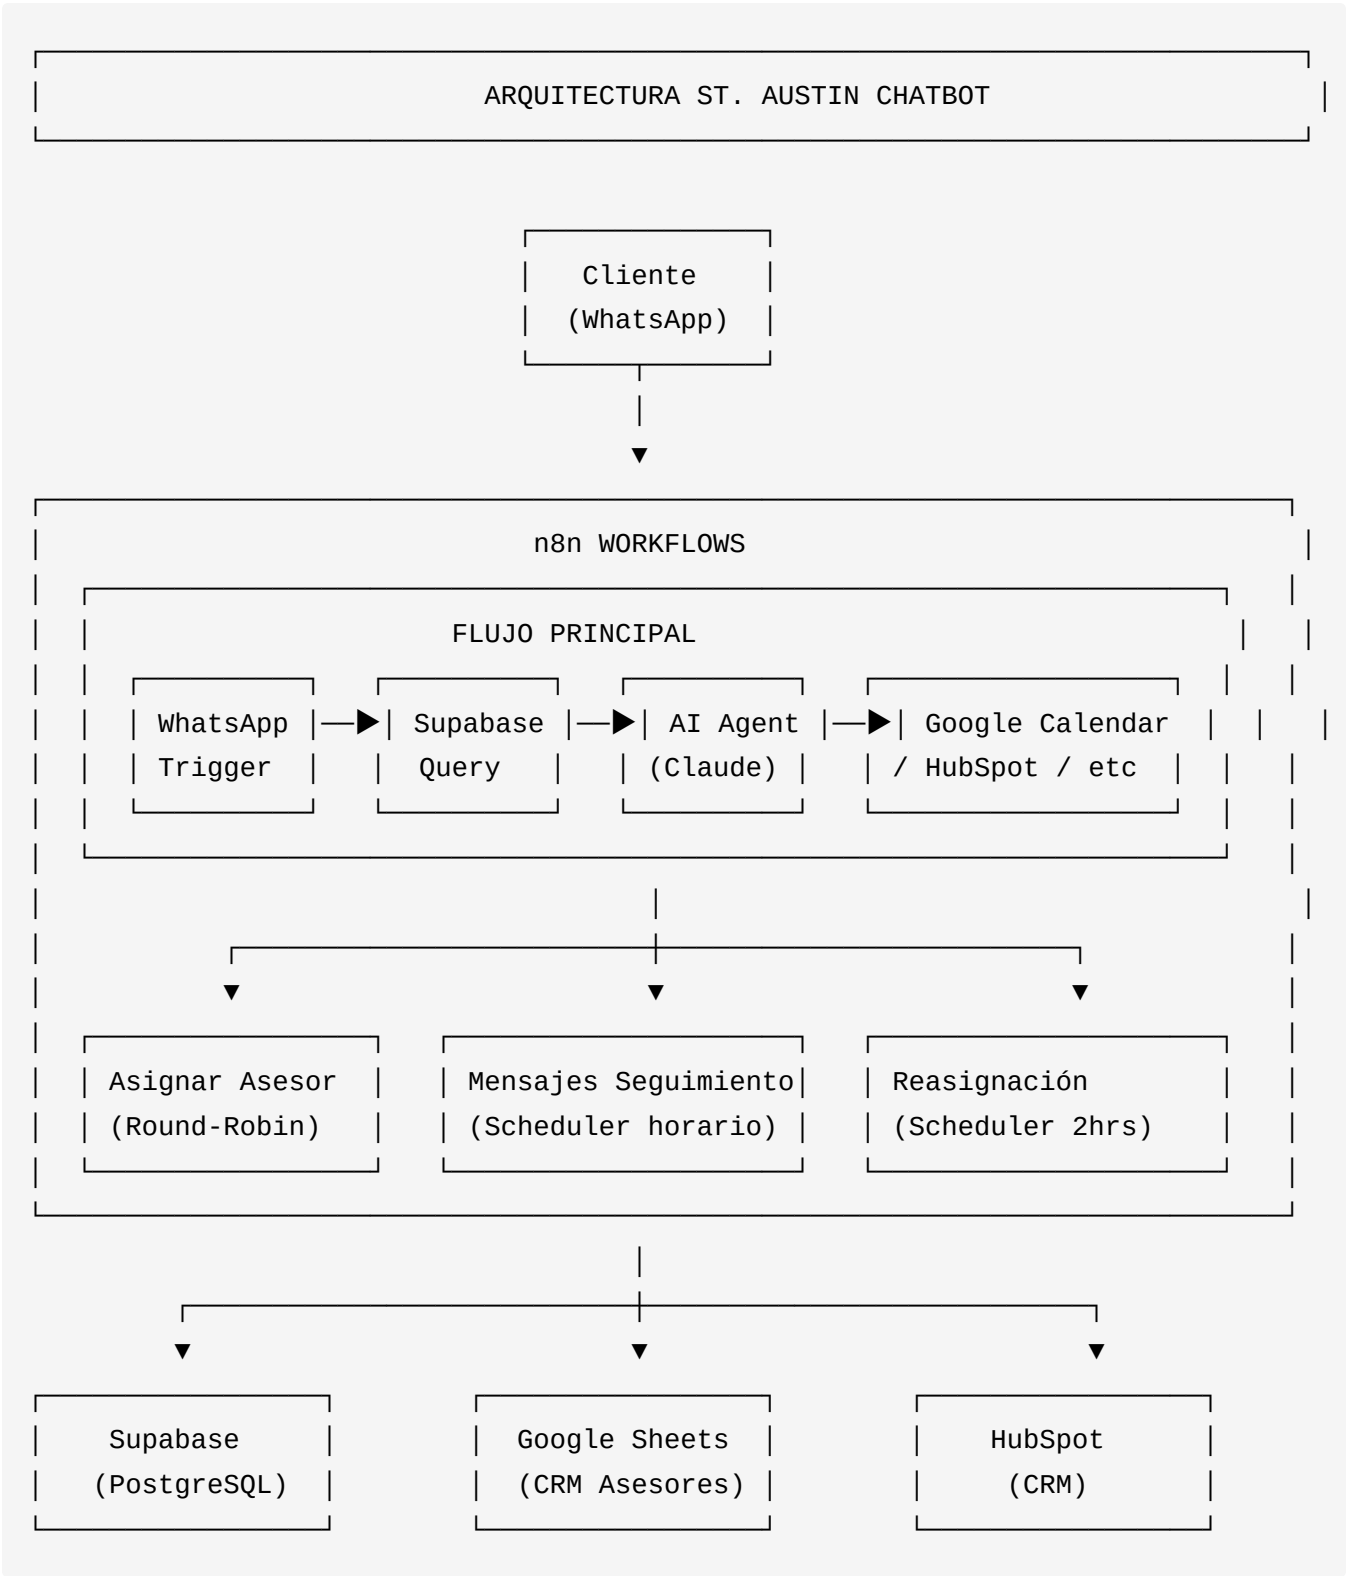 ARQUITECTURA ST. AUSTIN CHATBOT
Cliente
(WhatsApp)
n8n WORKFLOWS
FLUJO PRINCIPAL
WhatsApp Supabase AI Agent Google Calendar
Trigger Query (Claude) / HubSpot / etc
Asignar Asesor Mensajes Seguimiento Reasignación
(Round-Robin) (Scheduler horario) (Scheduler 2hrs)
Supabase Google Sheets HubSpot
(PostgreSQL) (CRM Asesores) (CRM)